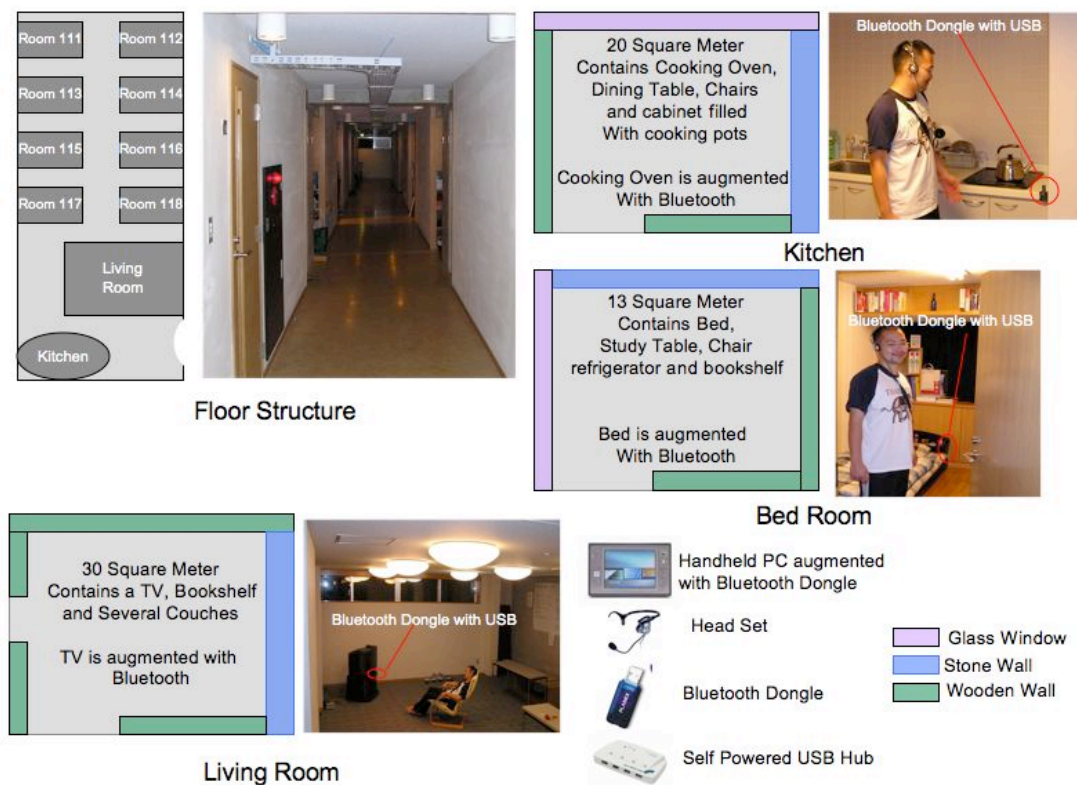 Room 111
Room 112
Room 113
Room 114
Room 115
Room 116
Room 117
Room 118
Living
Room
Kitchen
Floor Structure
20 Square Meter
Contains Cooking Oven,
Dining Table, Chairs
and cabinet filled
With cooking pots
Cooking Oven is augmented
With Bluetooth
Bluetooth Dongle with USB
Kitchen
13 Square Meter
Contains Bed,
Study Table, Chair
refrigerator and bookshelf
Bed is augmented
With Bluetooth
Bluetooth Dongle with USB
Bed Room
30 Square Meter
Contains a TV, Bookshelf
and Several Couches
TV is augmented with
Bluetooth
Bluetooth Dongle with USB
Living Room
Handheld PC augmented
with Bluetooth Dongle
Head Set
Bluetooth Dongle
Self Powered USB Hub
Glass Window
Stone Wall
Wooden Wall